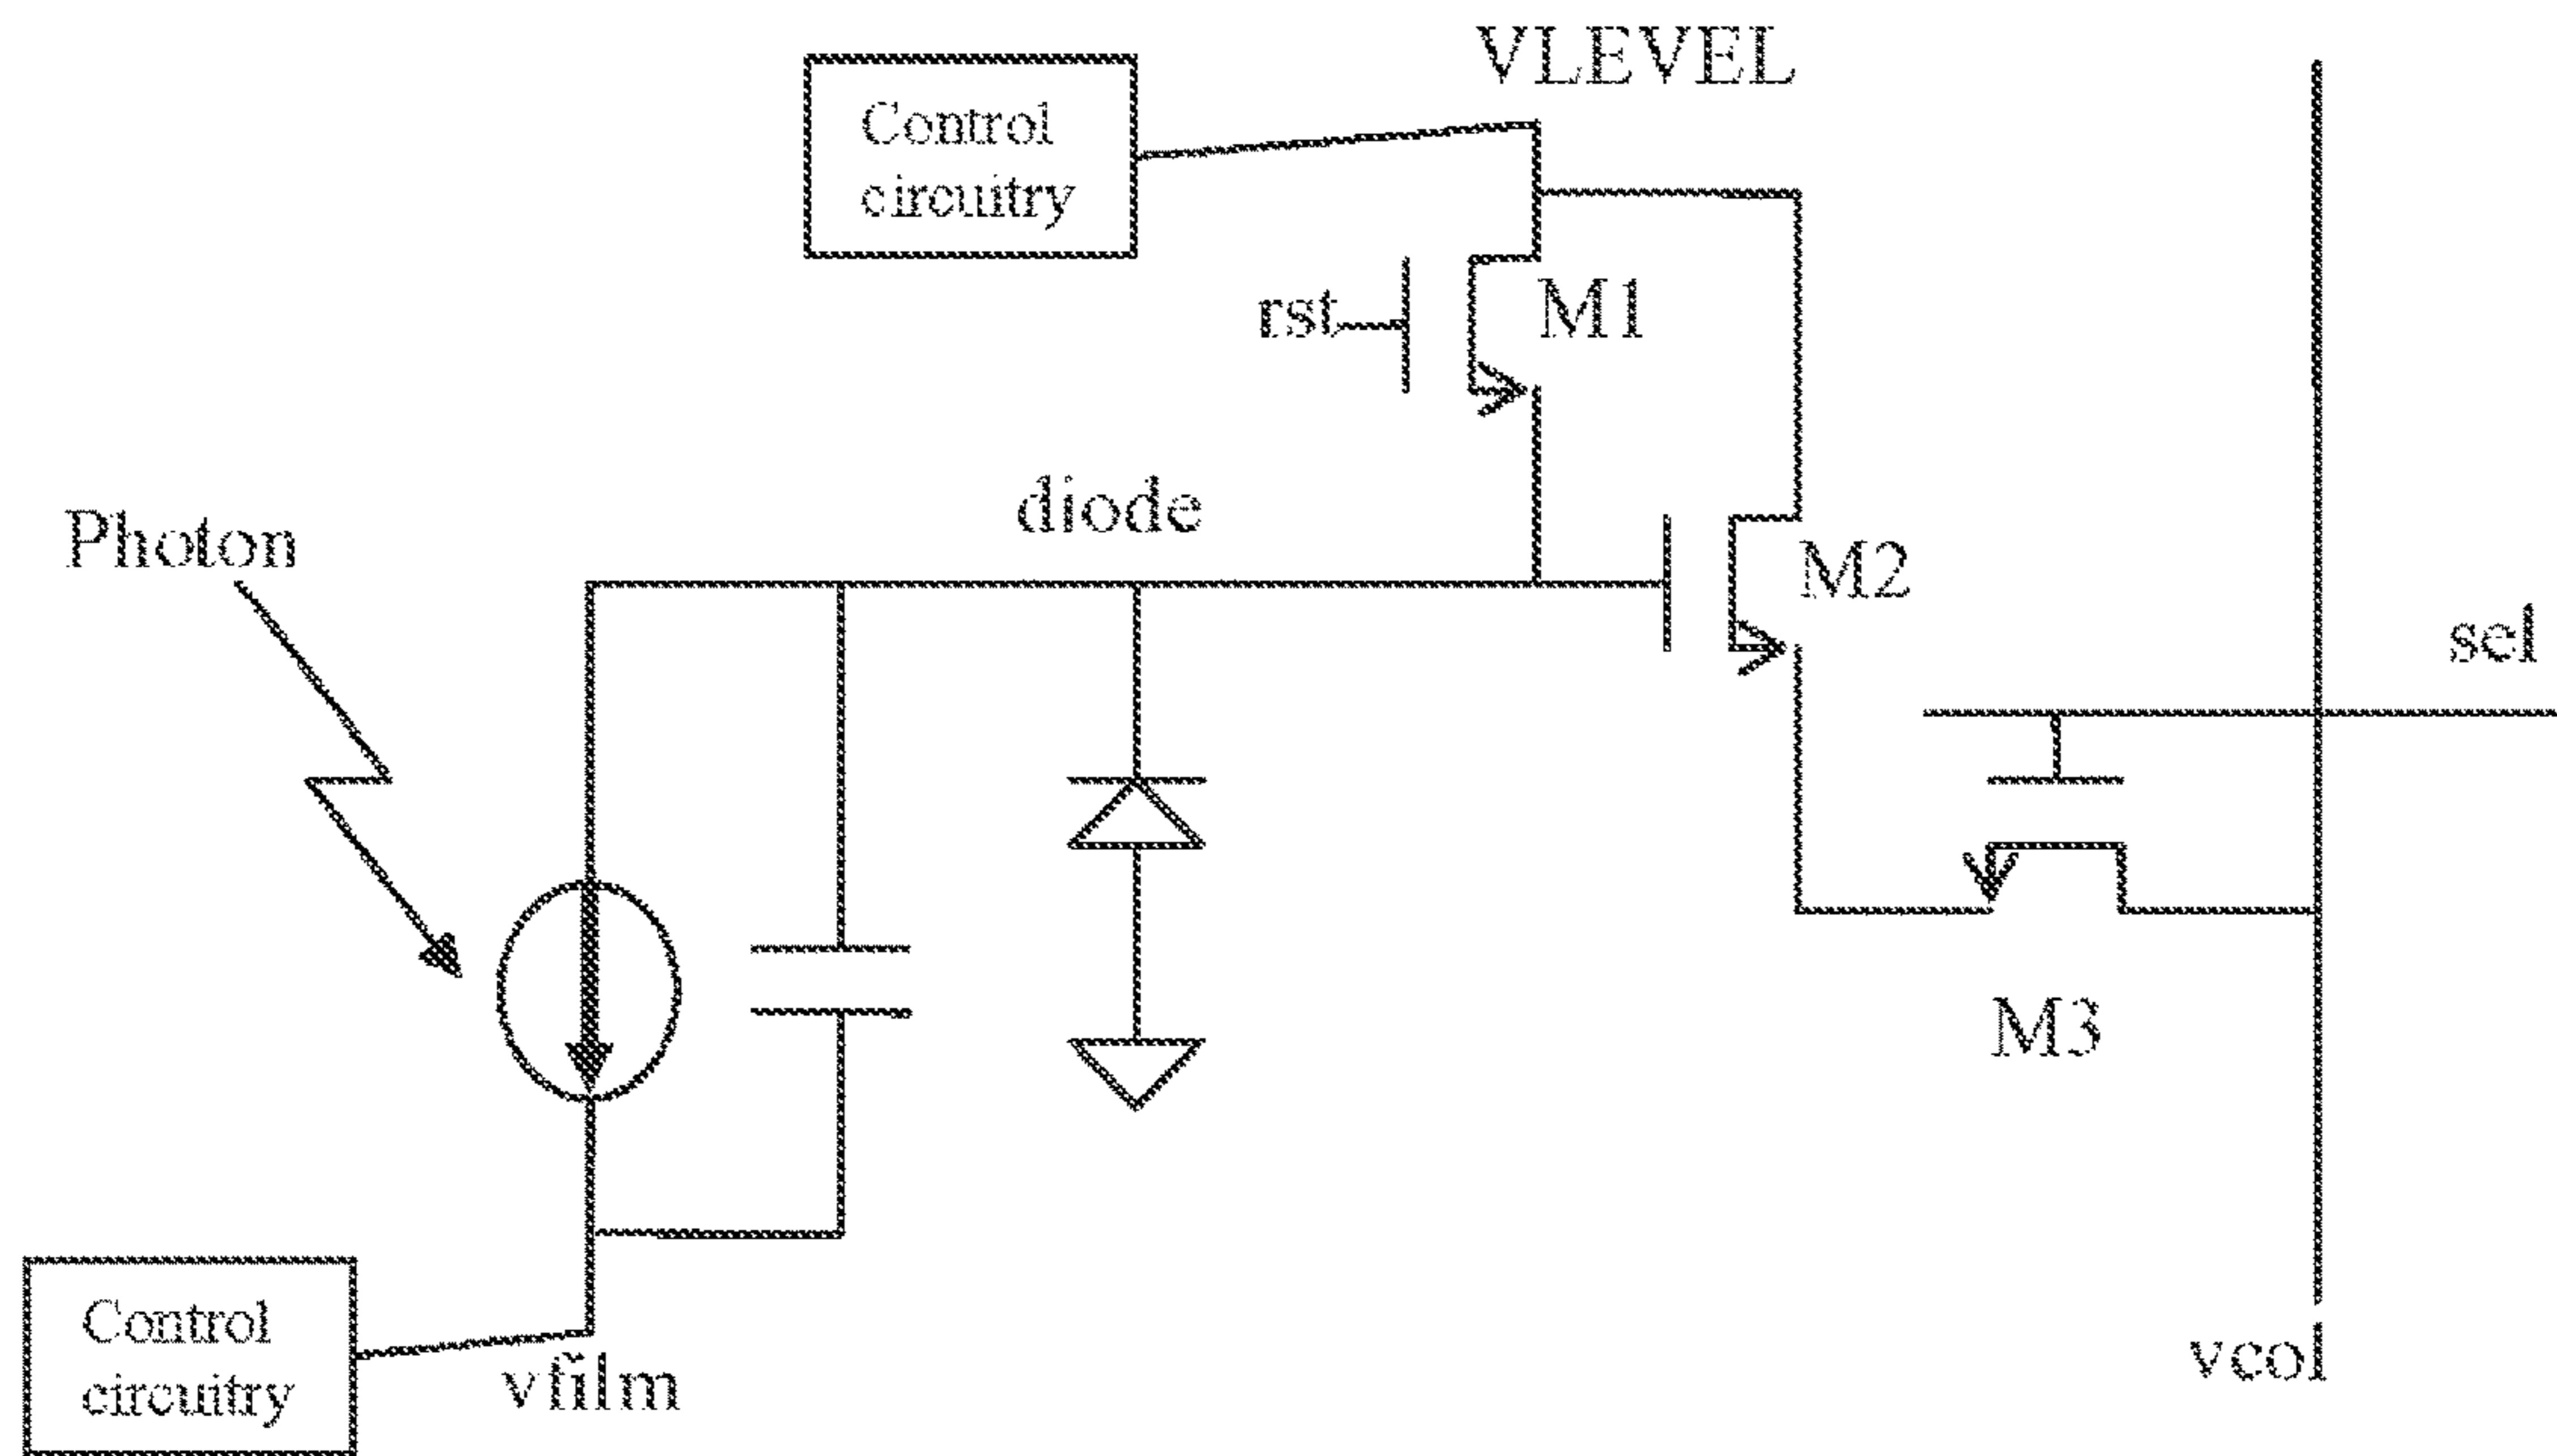 VLEVEL
Control
circuitry
rst
M1
diode
Photon
M2
sel
M3
Control
circuitry
vfilm
vcol